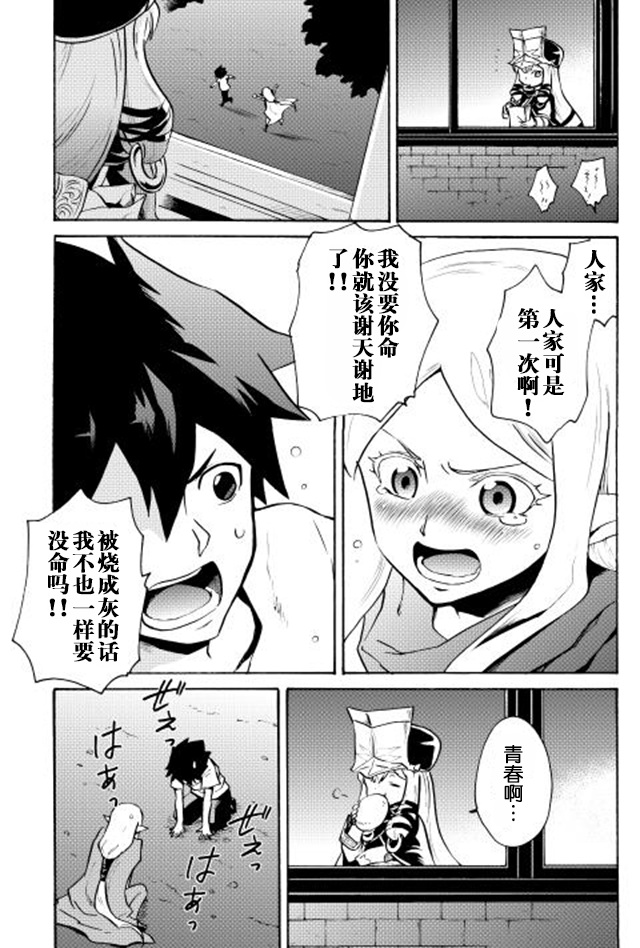 人家…
人家可是
第一次啊！
我没要你命
你就该谢天谢地
了!!
被烧成灰的话
我不也一样要
没命吗!!
青春啊…
ぜぇっ
はぁっ
ぜぇっ
はぁっ